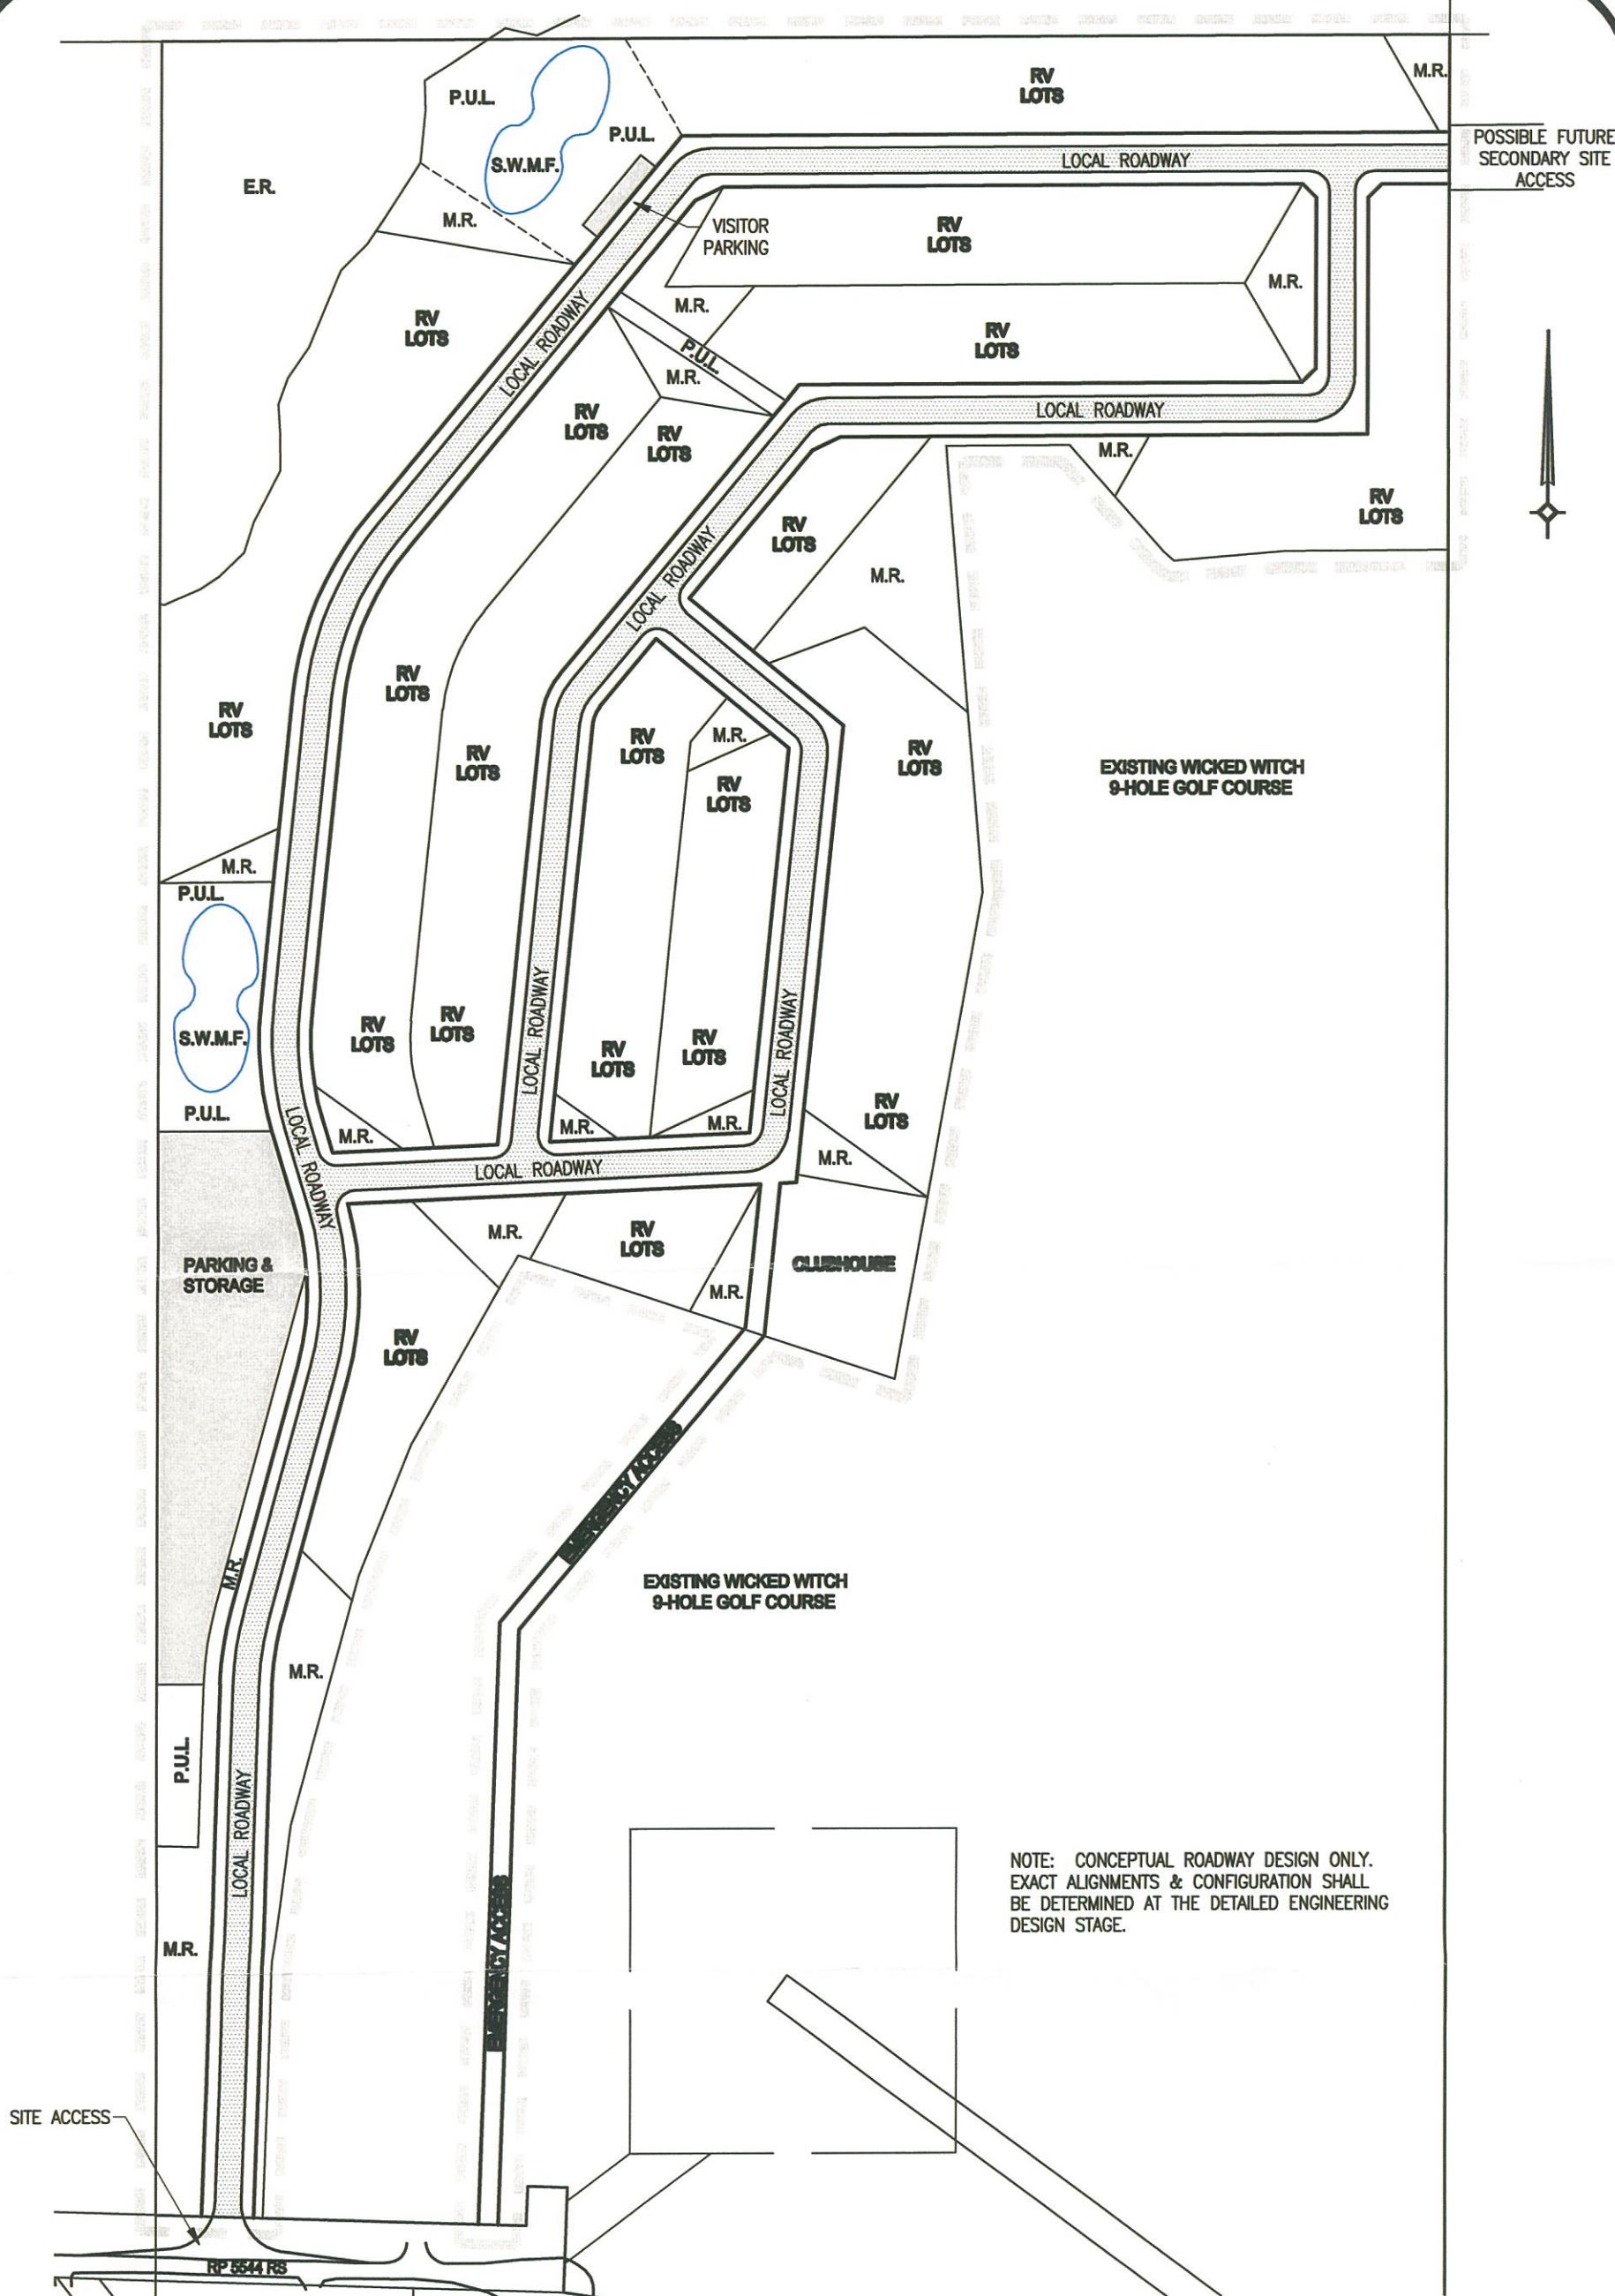 RV
LOTS
M.R.
P.U.L.
P.U.L.
POSSIBLE FUTURE
SECONDARY SITE
ACCESS
LOCAL ROADWAY
S.W.M.F.
E.R.
M.R.
VISITOR
PARKING
RV
LOTS
M.R.
M.R.
RV
LOTS
LOCAL ROADWAY
RV
LOTS
P.U.L.
M.R.
RV
LOTS
RV
LOTS
LOCAL ROADWAY
M.R.
RV
LOTS
RV
LOTS
LOCAL ROADWAY
M.R.
RV
LOTS
RV
LOTS
RV
LOTS
M.R.
RV
LOTS
RV
LOTS
RV
LOTS
EXISTING WICKED WITCH
9-HOLE GOLF COURSE
M.R.
P.U.L.
S.W.M.F.
RV
LOTS
RV
LOTS
LOCAL ROADWAY
RV
LOTS
RV
LOTS
LOCAL ROADWAY
RV
LOTS
P.U.L.
LOCAL ROADWAY
M.R.
M.R.
M.R.
M.R.
LOCAL ROADWAY
M.R.
RV
LOTS
PARKING &
STORAGE
CLUBHOUSE
M.R.
RV
LOTS
EMERGENCY ACCESS
M.R.
EXISTING WICKED WITCH
9-HOLE GOLF COURSE
M.R.
P.U.L.
LOCAL ROADWAY
NOTE: CONCEPTUAL ROADWAY DESIGN ONLY.
EXACT ALIGNMENTS & CONFIGURATION SHALL
BE DETERMINED AT THE DETAILED ENGINEERING
DESIGN STAGE.
M.R.
EMERGENCY ACCESS
SITE ACCESS
RP 5544 RS